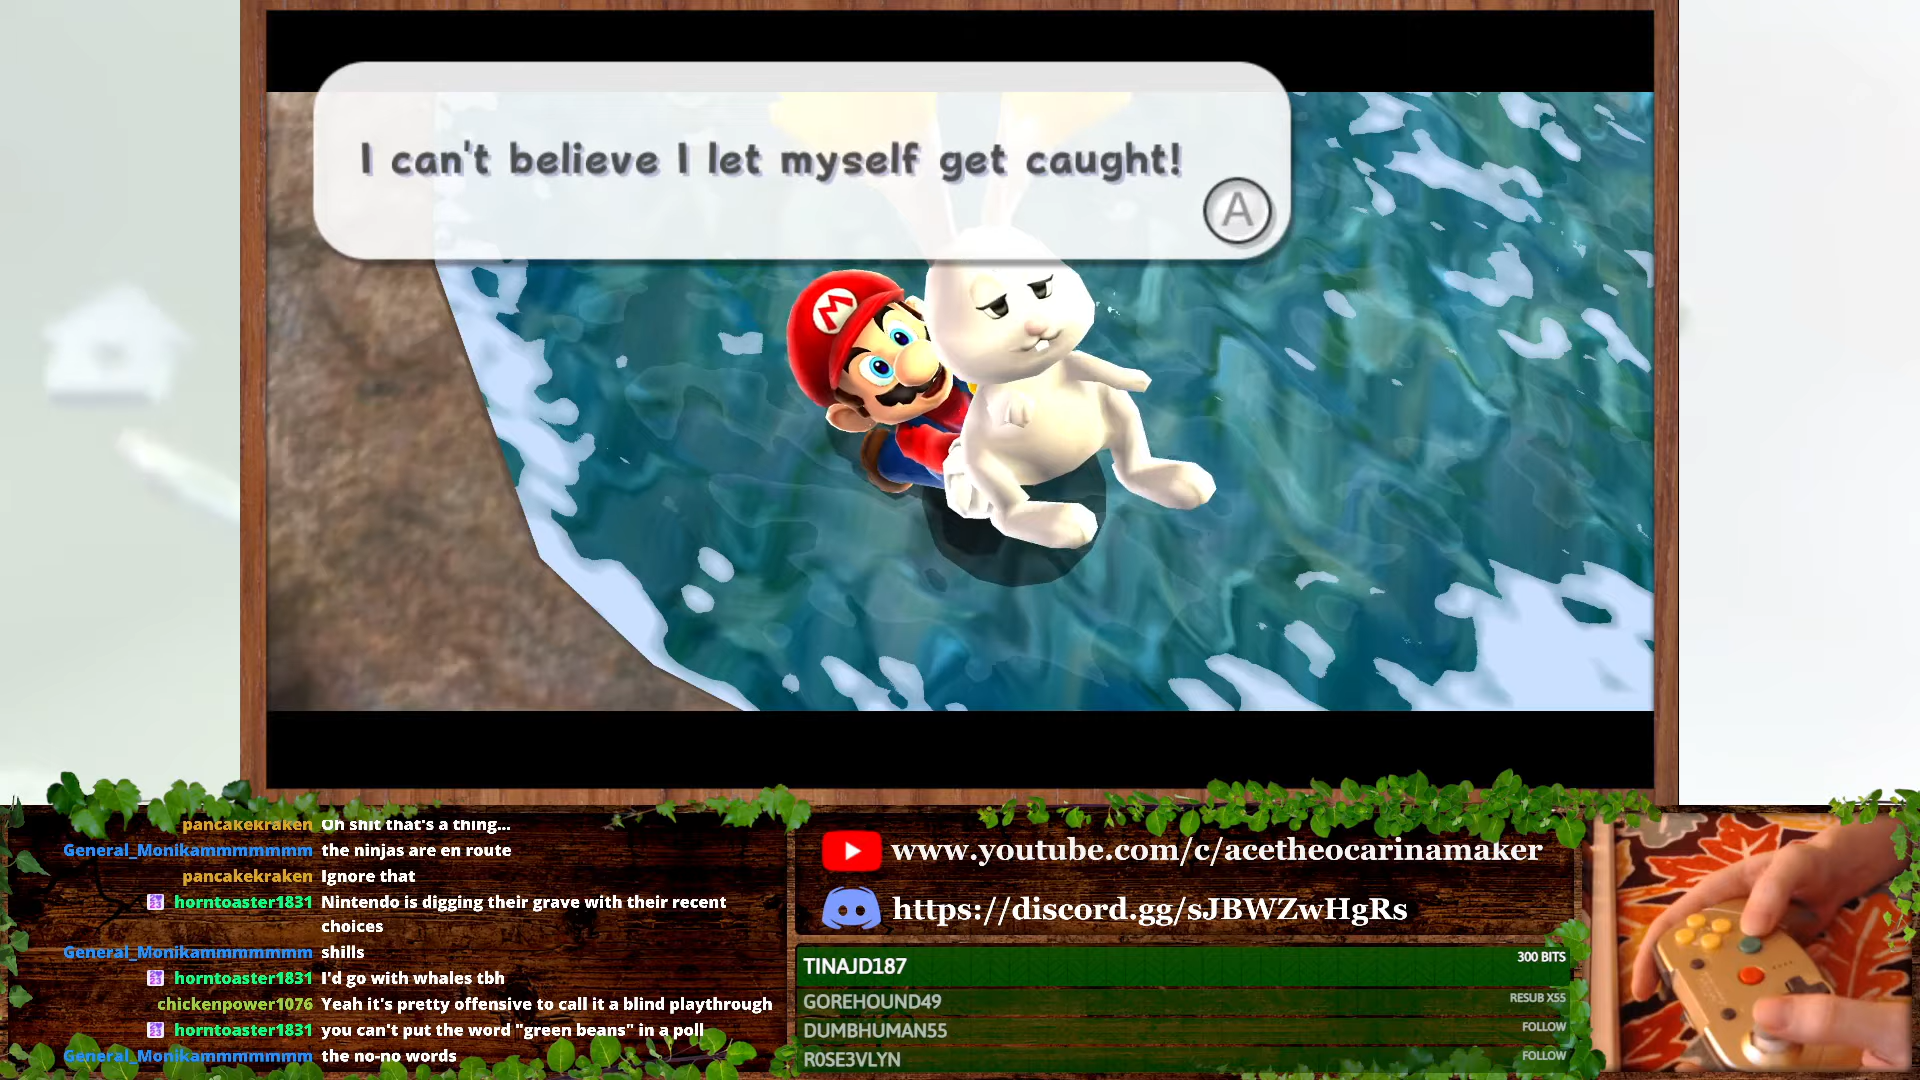 I can't believe I let myself get caught!
A
M
pancakekraken Oh shit that's a thing...
General_Monikammmmmmm the ninjas are en route
pancakekraken Ignore that
horntoaster1831 Nintendo is digging their grave with their recent
choices
General_Monikammmmmmm shills
horntoaster1831 I'd go with whales tbh
chickenpower1076 Yeah it's pretty offensive to call it a blind playthrough
horntoaster1831 you can't put the word "green beans" in a poll
General_Monikammmmmmm the no-no words
www.youtube.com/c/acetheocarinamaker
https://discord.gg/sJBWZwHgRs
TINAJD187 300 BITS
GOREHOUND49 RESUB X55
DUMBHUMAN55 FOLLOW
R0SE3VLYN FOLLOW